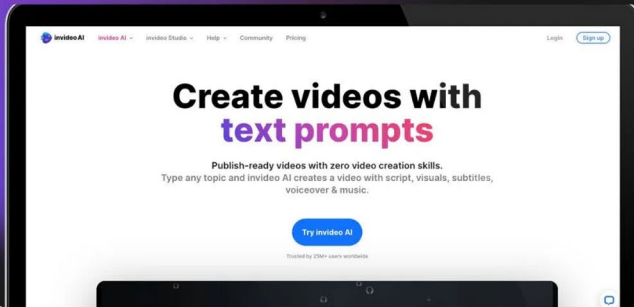 invideo AI
invideo AI
invideo Studio
Help
Community
Pricing
Login
Sign up
Create videos with
text prompts
Publish-ready videos with zero video creation skills.
Type any topic and invideo AI creates a video with script, visuals, subtitles,
voiceover & music.
Try invideo AI
Trusted by 25M+ users worldwide